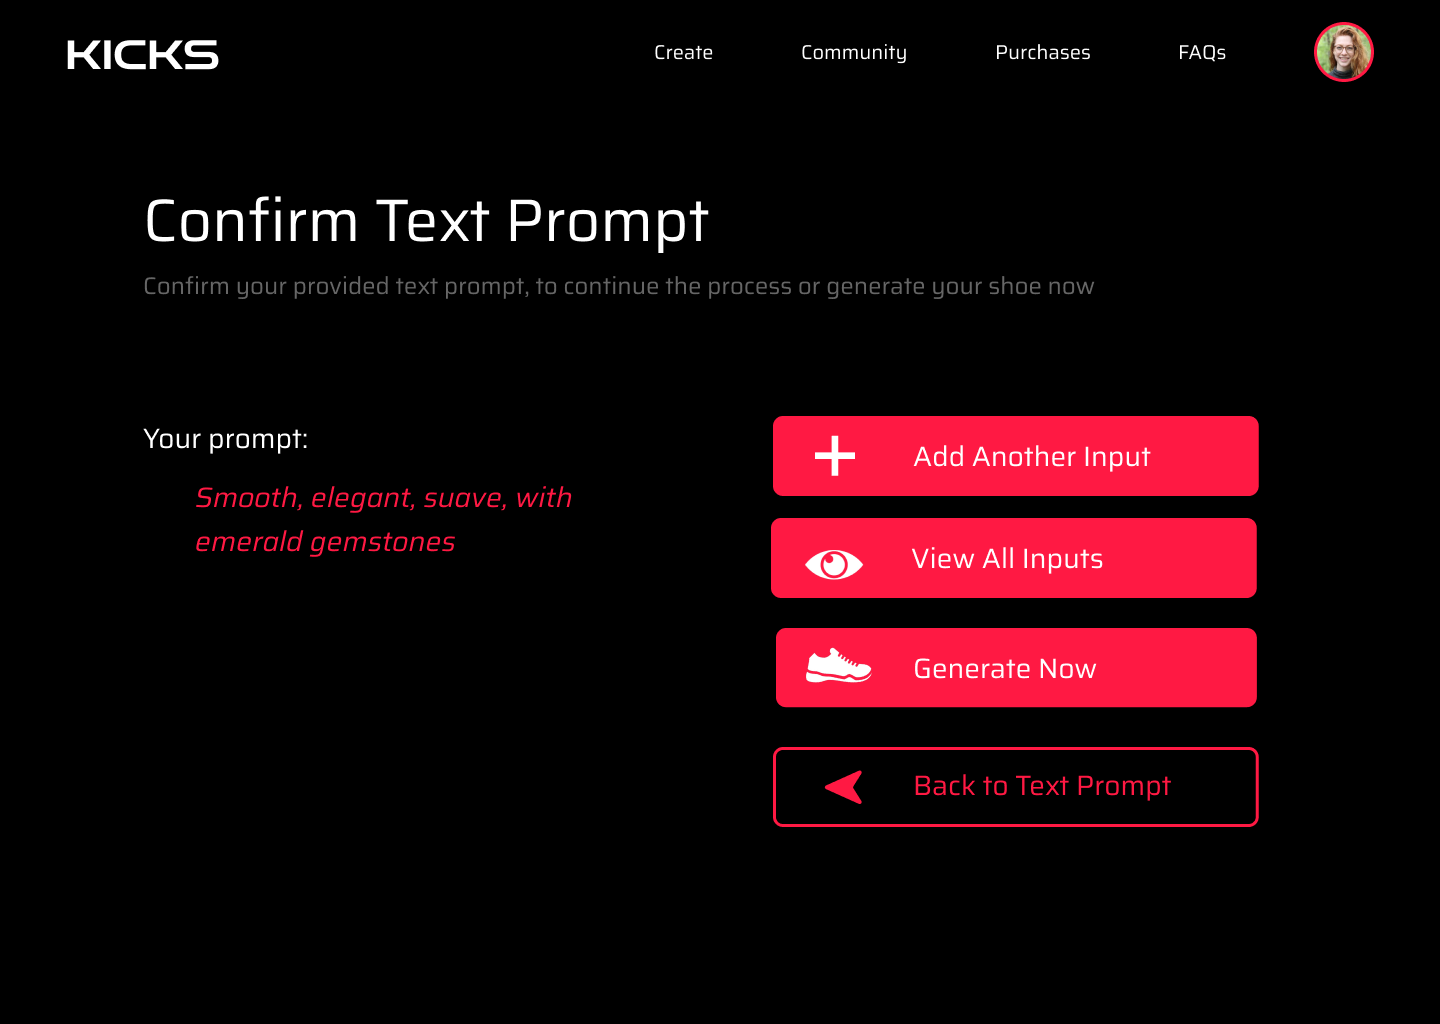 KICKS
Create
Community
Purchases
FAQs
Confirm Text Prompt
Confirm your provided text prompt, to continue the process or generate your shoe now
Your prompt:
Smooth, elegant, suave, with
emerald gemstones
Add Another Input
View All Inputs
Generate Now
Back to Text Prompt